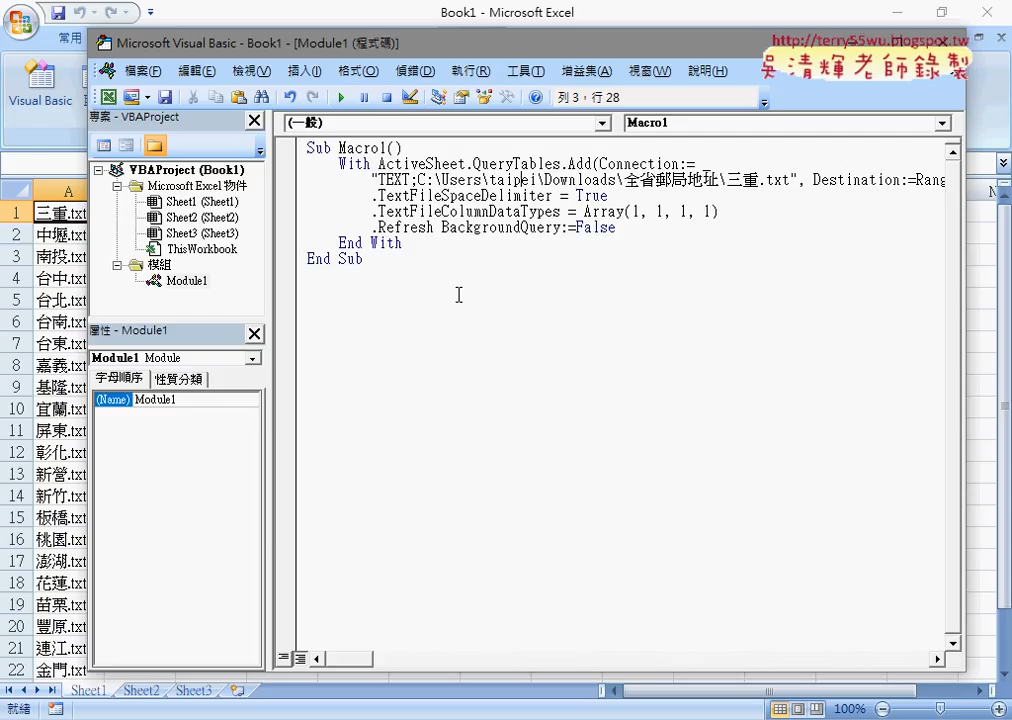 Book1 - Microsoft Excel
常用
Visual Basic
Microsoft Visual Basic - Book1 - [Module1 (程式碼)]
http://terry55wu.blogspot.tw
吳清輝老師錄製
檔案(F) 編輯(E) 檢視(V) 插入(I) 格式(O) 偵錯(D) 執行(R) 工具(T) 增益集(A) 視窗(W) 說明(H)
列 3，行 28
專案 - VBAProject
(一般)
Macro1
VBAProject (Book1)
Microsoft Excel 物件
Sheet1 (Sheet1)
Sheet2 (Sheet2)
Sheet3 (Sheet3)
ThisWorkbook
模組
Module1
屬性 - Module1
Module1 Module
字母順序 性質分類
(Name) Module1
Sub Macro1()
With ActiveSheet.QueryTables.Add(Connection:=
"TEXT;C:\Users\taipei\Downloads\全省郵局地址\三重.txt", Destination:=Rang
.TextFileSpaceDelimiter = True
.TextFileColumnDataTypes = Array(1, 1, 1, 1)
.Refresh BackgroundQuery:=False
End With
End Sub
A
N
1 三重.txt
2 中壢.txt
3 南投.txt
4 台中.txt
5 台北.txt
6 台南.txt
7 台東.txt
8 嘉義.txt
9 基隆.txt
10 宜蘭.txt
11 屏東.txt
12 彰化.txt
13 新營.txt
14 新竹.txt
15 板橋.txt
16 桃園.txt
17 澎湖.txt
18 花蓮.txt
19 苗栗.txt
20 豐原.txt
21 連江.txt
22 金門.txt
Sheet1 Sheet2 Sheet3
就緒
100%